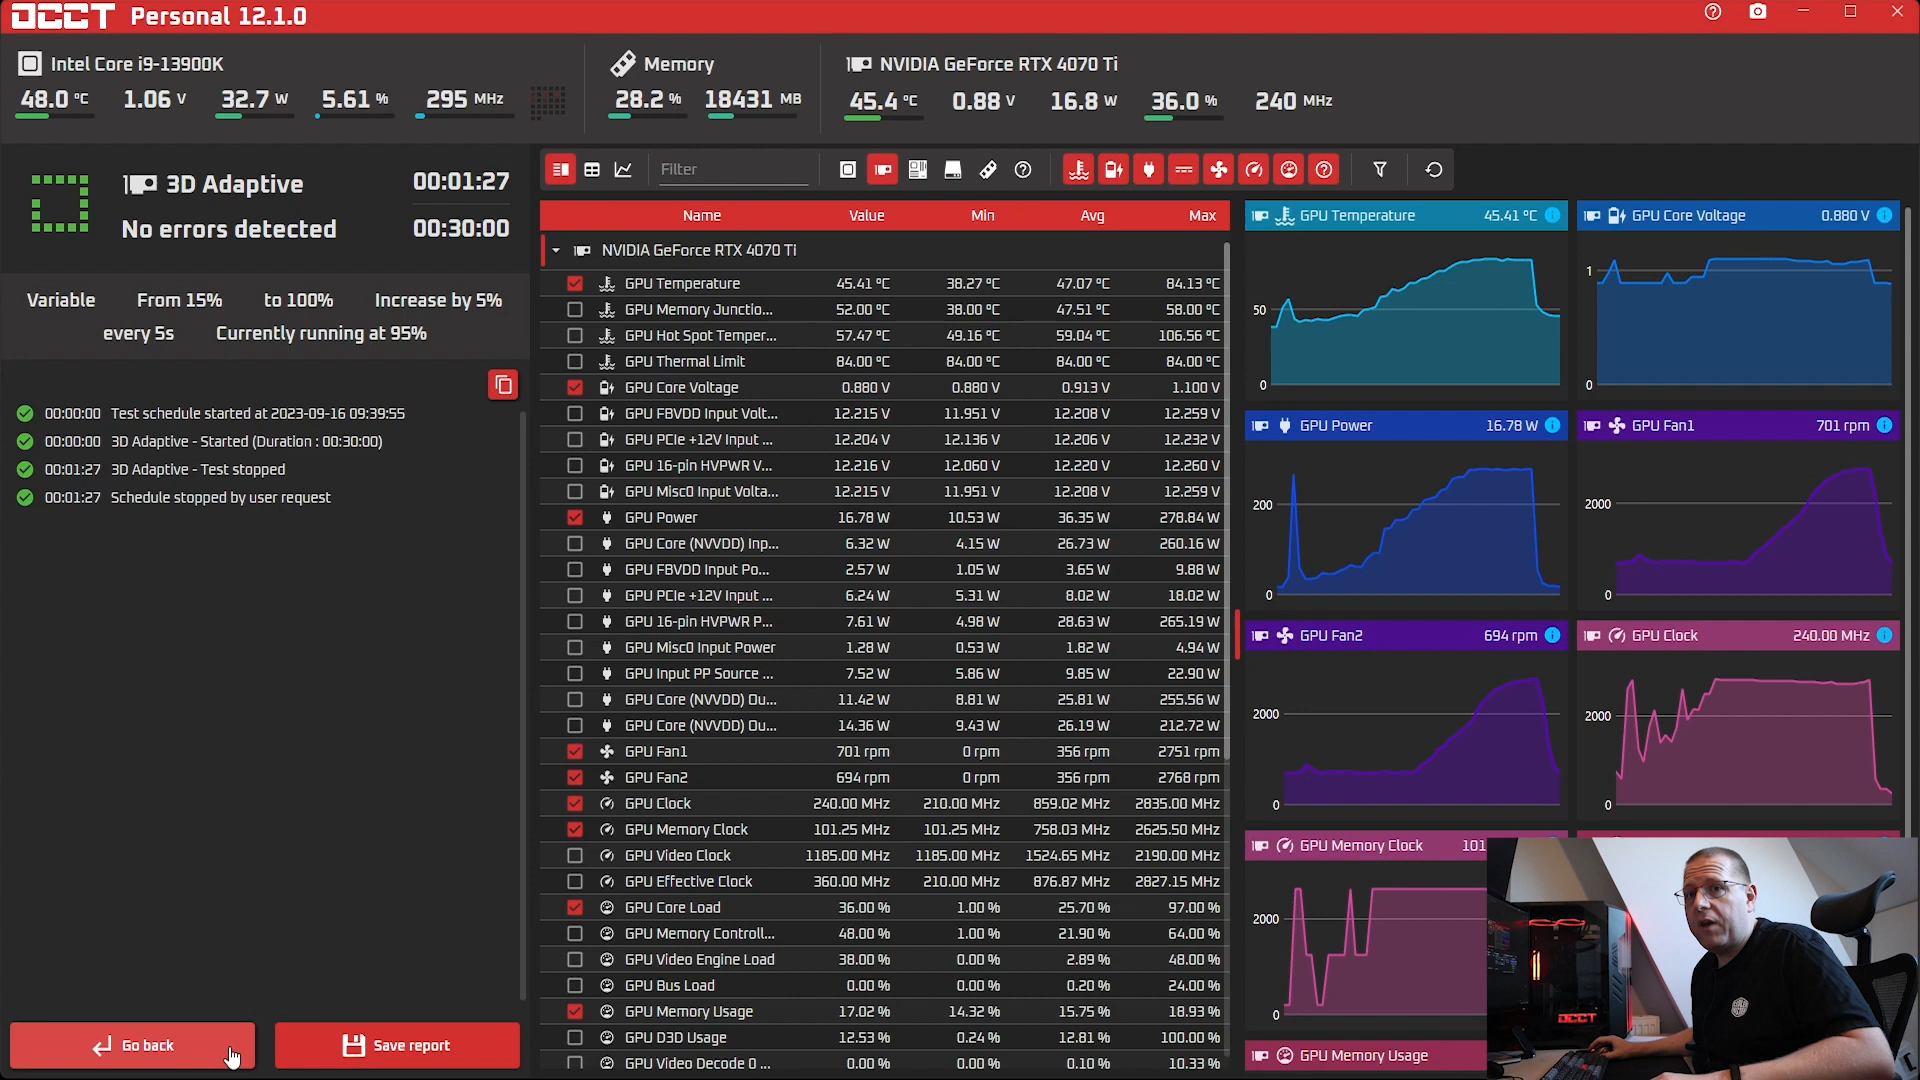 OCCT Personal 12.1.0
Intel Core i9-13900K
48.0 ºC 1.06 V 32.7 W 5.61 % 295 MHz
Memory
28.2 % 18431 MB
NVIDIA GeForce RTX 4070 Ti
45.4 ºC 0.88 V 16.8 W 36.0 % 240 MHz
3D Adaptive 00:01:27
No errors detected 00:30:00
Variable From 15% to 100% Increase by 5%
every 5s Currently running at 95%
00:00:00 Test schedule started at 2023-09-16 09:39:55
00:00:00 3D Adaptive - Started (Duration : 00:30:00)
00:01:27 3D Adaptive - Test stopped
00:01:27 Schedule stopped by user request
Go back
Save report
Filter
Name Value Min Avg Max
NVIDIA GeForce RTX 4070 Ti
GPU Temperature 45.41 ºC 38.27 ºC 47.07 ºC 84.13 ºC
GPU Memory Junctio... 52.00 ºC 38.00 ºC 47.51 ºC 58.00 ºC
GPU Hot Spot Temper... 57.47 ºC 49.16 ºC 59.04 ºC 106.56 ºC
GPU Thermal Limit 84.00 ºC 84.00 ºC 84.00 ºC 84.00 ºC
GPU Core Voltage 0.880 V 0.880 V 0.913 V 1.100 V
GPU FBVDD Input Volt... 12.215 V 11.951 V 12.208 V 12.259 V
GPU PCIe +12V Input ... 12.204 V 12.136 V 12.206 V 12.232 V
GPU 16-pin HVPWR V... 12.216 V 12.060 V 12.220 V 12.260 V
GPU Misc0 Input Volta... 12.215 V 11.951 V 12.208 V 12.259 V
GPU Power 16.78 W 10.53 W 36.35 W 278.84 W
GPU Core (NVVDD) Inp... 6.32 W 4.15 W 26.73 W 260.16 W
GPU FBVDD Input Po... 2.57 W 1.05 W 3.65 W 9.88 W
GPU PCIe +12V Input ... 6.24 W 5.31 W 8.02 W 18.02 W
GPU 16-pin HVPWR P... 7.61 W 4.98 W 28.63 W 265.19 W
GPU Misc0 Input Power 1.28 W 0.53 W 1.82 W 4.94 W
GPU Input PP Source ... 7.52 W 5.86 W 9.85 W 22.90 W
GPU Core (NVVDD) Ou... 11.42 W 8.81 W 25.81 W 255.56 W
GPU Core (NVVDD) Ou... 14.36 W 9.43 W 26.19 W 212.72 W
GPU Fan1 701 rpm 0 rpm 356 rpm 2751 rpm
GPU Fan2 694 rpm 0 rpm 356 rpm 2768 rpm
GPU Clock 240.00 MHz 210.00 MHz 859.02 MHz 2835.00 MHz
GPU Memory Clock 101.25 MHz 101.25 MHz 758.03 MHz 2625.50 MHz
GPU Video Clock 1185.00 MHz 1185.00 MHz 1524.65 MHz 2190.00 MHz
GPU Effective Clock 360.00 MHz 210.00 MHz 876.87 MHz 2827.15 MHz
GPU Core Load 36.00 % 1.00 % 25.70 % 97.00 %
GPU Memory Controll... 48.00 % 1.00 % 21.90 % 64.00 %
GPU Video Engine Load 38.00 % 0.00 % 2.89 % 48.00 %
GPU Bus Load 0.00 % 0.00 % 0.20 % 24.00 %
GPU Memory Usage 17.02 % 14.32 % 15.75 % 18.93 %
GPU D3D Usage 12.53 % 0.24 % 12.81 % 100.00 %
GPU Video Decode 0 ... 0.00 % 0.00 % 0.10 % 10.33 %
GPU Temperature 45.41 ºC
50
0
GPU Core Voltage 0.880 V
1
0
GPU Power 16.78 W
200
0
GPU Fan1 701 rpm
2000
0
GPU Fan2 694 rpm
2000
0
GPU Clock 240.00 MHz
2000
0
GPU Memory Clock 101
2000
0
GPU Memory Usage
OCCT